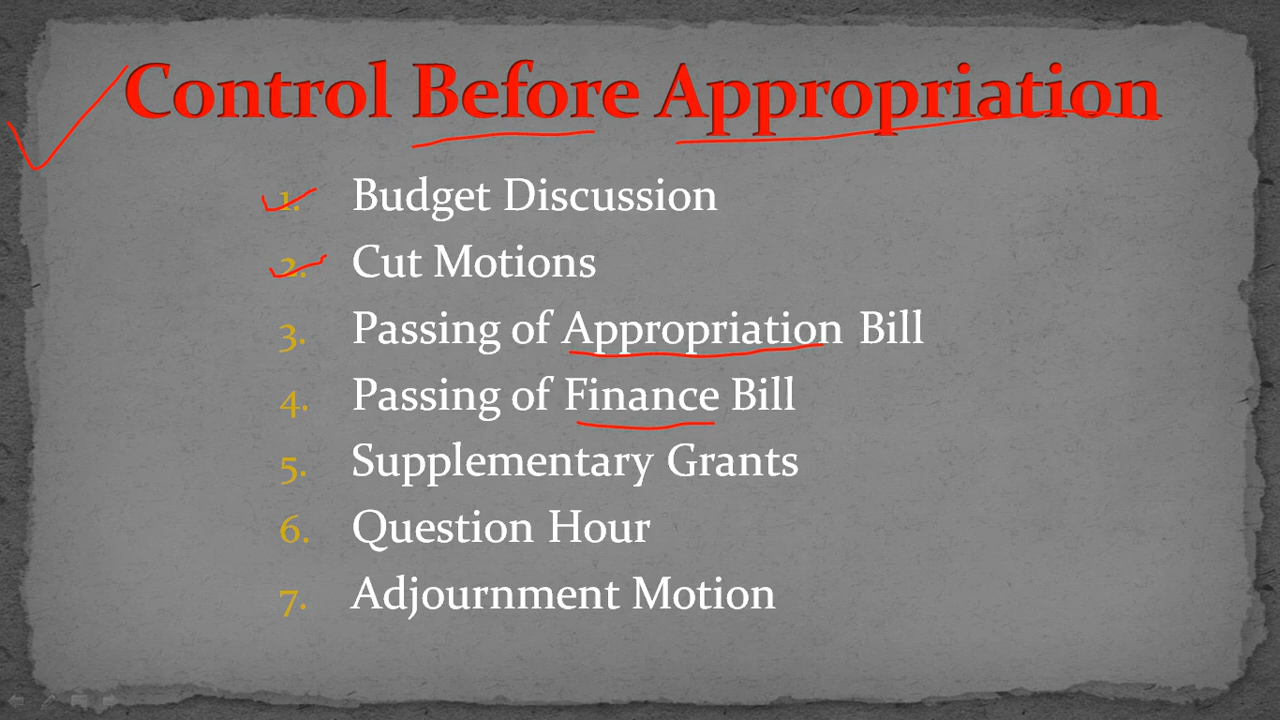 Control Before Appropriation
1. Budget Discussion
2. Cut Motions
3. Passing of Appropriation Bill
4. Passing of Finance Bill
5. Supplementary Grants
6. Question Hour
7. Adjournment Motion